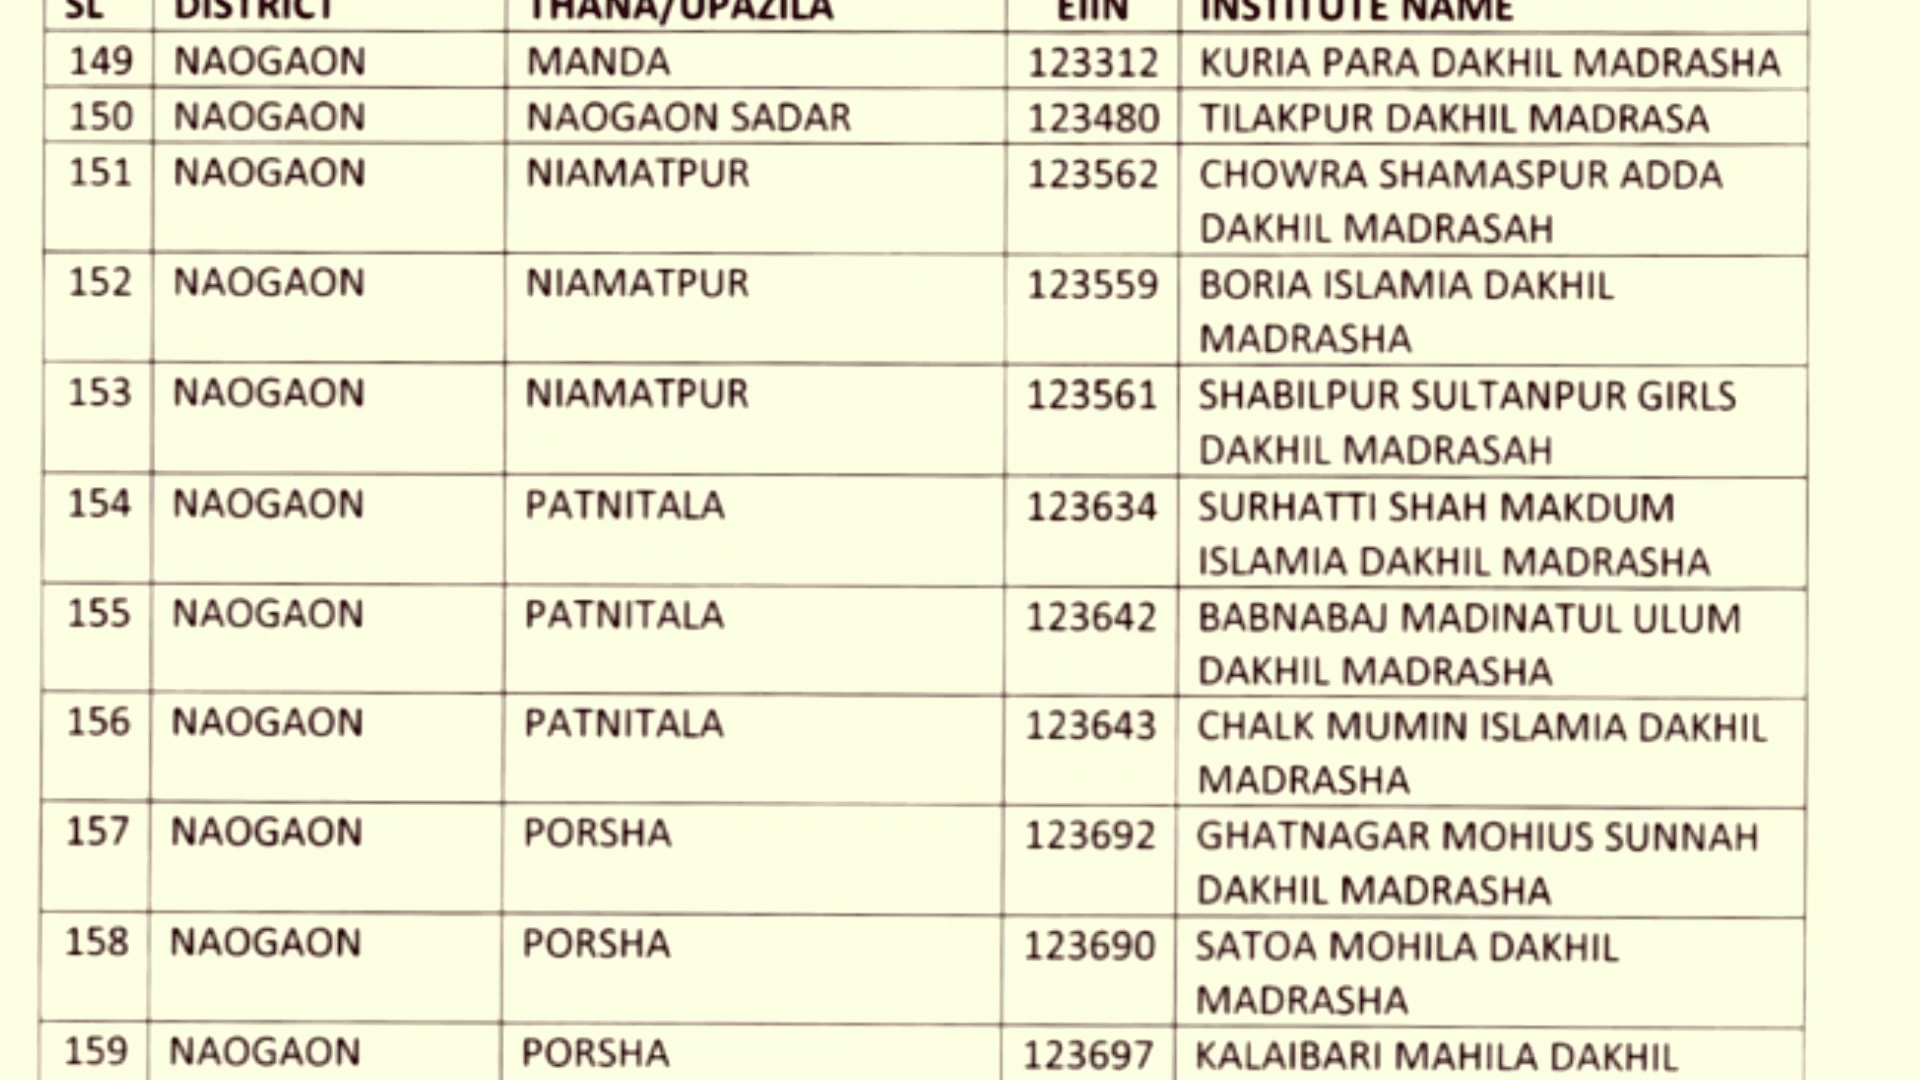 SL DISTRICT THANA/UPAZILA EIIN INSTITUTE NAME
149 NAOGAON MANDA 123312 KURIA PARA DAKHIL MADRASHA
150 NAOGAON NAOGAON SADAR 123480 TILAKPUR DAKHIL MADRASA
151 NAOGAON NIAMATPUR 123562 CHOWRA SHAMASPUR ADDA
DAKHIL MADRASAH
152 NAOGAON NIAMATPUR 123559 BORIA ISLAMIA DAKHIL
MADRASHA
153 NAOGAON NIAMATPUR 123561 SHABILPUR SULTANPUR GIRLS
DAKHIL MADRASAH
154 NAOGAON PATNITALA 123634 SURHATTI SHAH MAKDUM
ISLAMIA DAKHIL MADRASHA
155 NAOGAON PATNITALA 123642 BABNABAJ MADINATUL ULUM
DAKHIL MADRASHA
156 NAOGAON PATNITALA 123643 CHALK MUMIN ISLAMIA DAKHIL
MADRASHA
157 NAOGAON PORSHA 123692 GHATNAGAR MOHIUS SUNNAH
DAKHIL MADRASHA
158 NAOGAON PORSHA 123690 SATOA MOHILA DAKHIL
MADRASHA
159 NAOGAON PORSHA 123697 KALAIBARI MAHILA DAKHIL